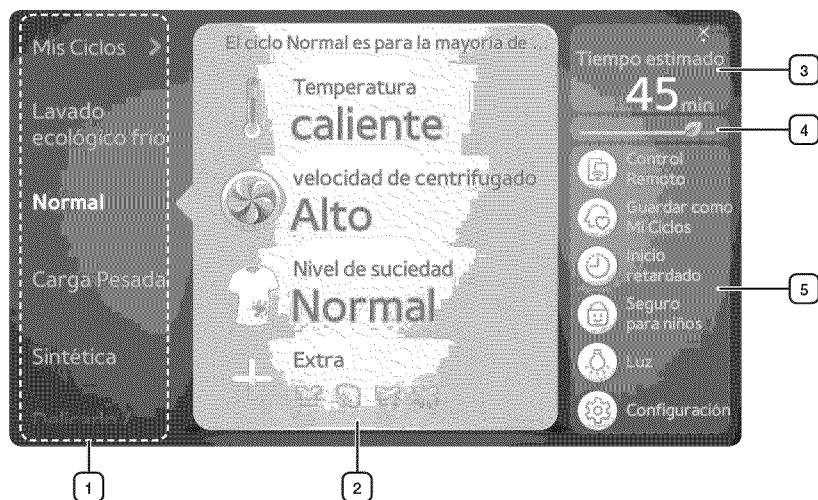 Mis Ciclos
Lavado
ecológico frío
Normal
Carga Pesada
Sintética
1
El ciclo Normal es para la mayoría de ...
Temperatura
caliente
velocidad de centrifugado
Alto
Nivel de suciedad
Normal
Extra
2
Tiempo estimado
45 min
3
4
Control
Remoto
Guardar como
Mi Ciclos
Inicio
retardado
Seguro
para niños
Luz
Configuración
5